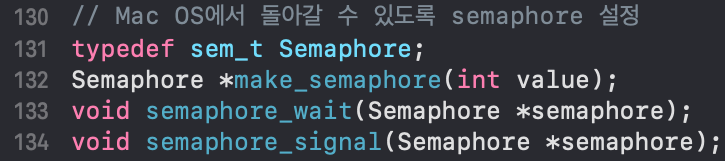 130 // Mac OS에서 돌아갈 수 있도록 semaphore 설정
131 typedef sem_t Semaphore;
132 Semaphore *make_semaphore(int value);
133 void semaphore_wait(Semaphore *semaphore);
134 void semaphore_signal(Semaphore *semaphore);